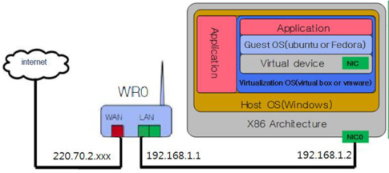 internet
WR0
WAN
LAN
220.70.2.xxx
192.168.1.1
192.168.1.2
Application
Application
Guest OS(ubuntu or Fedora)
Virtual device
NIC
Virtualization OS(virtual box or vmware)
Host OS(Windows)
X86 Architecture
NIC0